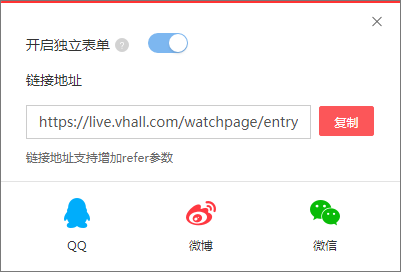 开启独立表单 ?
链接地址
https://live.vhall.com/watchpage/entry
复制
链接地址支持增加refer参数
QQ
微博
微信